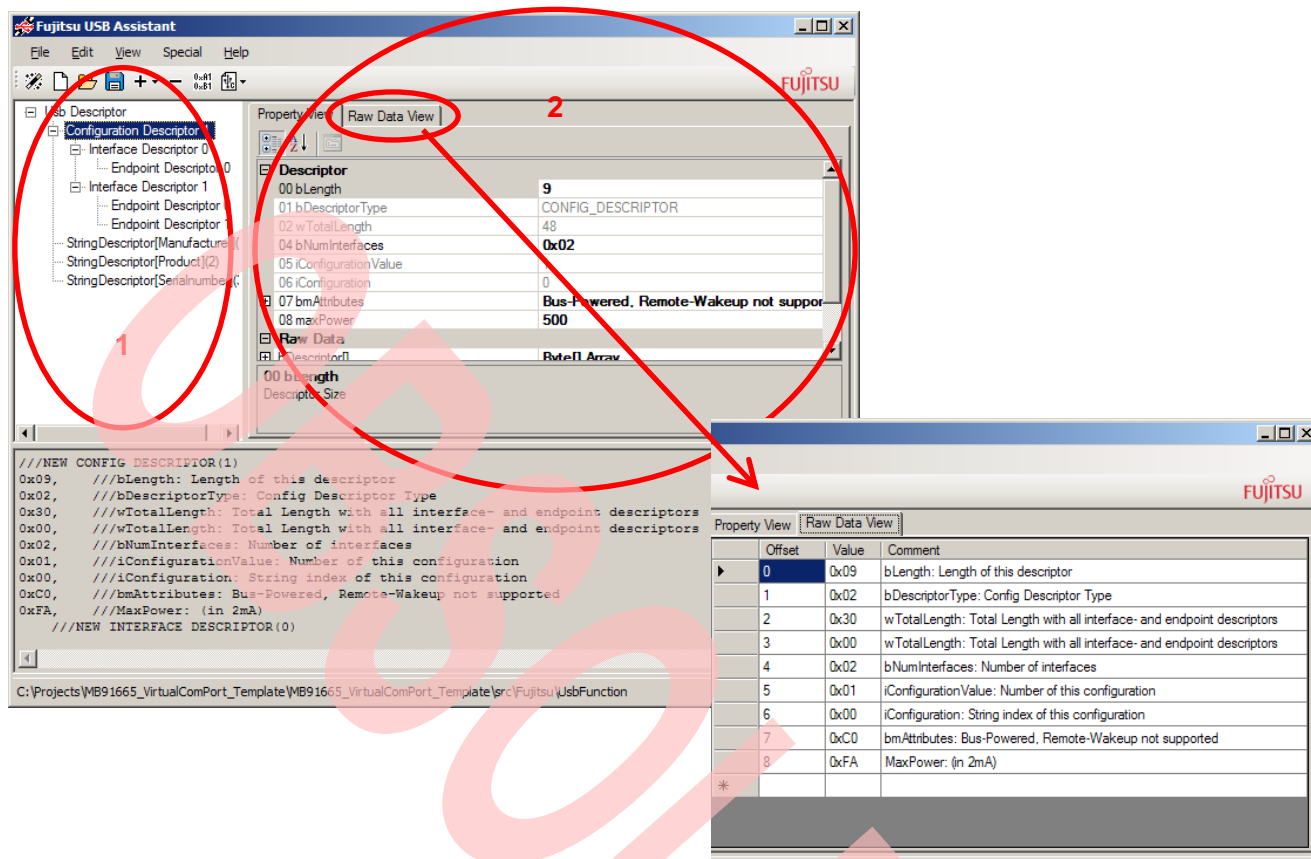 Fujitsu USB Assistant
File Edit View Special Help
FUJITSU
Usb Descriptor
Configuration Descriptor
Interface Descriptor 0
Endpoint Descriptor 0
Interface Descriptor 1
Endpoint Descriptor
Endpoint Descriptor 1
StringDescriptor[Manufacturer](
StringDescriptor[Product](2)
StringDescriptor[Serialnumber](
1
Property View Raw Data View
2
Descriptor
00 bLength 9
01 bDescriptorType CONFIG_DESCRIPTOR
02 wTotalLength 48
04 bNumInterfaces 0x02
05 iConfigurationValue
06 iConfiguration 0
07 bmAttributes Bus-Powered, Remote-Wakeup not suppor
08 maxPower 500
Raw Data
bDescriptor[] Byte[] Array
00 bLength
Descriptor Size
///NEW CONFIG DESCRIPTOR(1)
0x09, ///bLength: Length of this descriptor
0x02, ///bDescriptorType: Config Descriptor Type
0x30, ///wTotalLength: Total Length with all interface- and endpoint descriptors
0x00, ///wTotalLength: Total Length with all interface- and endpoint descriptors
0x02, ///bNumInterfaces: Number of interfaces
0x01, ///iConfigurationValue: Number of this configuration
0x00, ///iConfiguration: String index of this configuration
0xC0, ///bmAttributes: Bus-Powered, Remote-Wakeup not supported
0xFA, ///MaxPower: (in 2mA)
///NEW INTERFACE DESCRIPTOR(0)
C:\Projects\MB91665_VirtualComPort_Template\MB91665_VirtualComPort_Template\src\Fujitsu\UsbFunction
FUJITSU
Property View Raw Data View
Offset Value Comment
0 0x09 bLength: Length of this descriptor
1 0x02 bDescriptorType: Config Descriptor Type
2 0x30 wTotalLength: Total Length with all interface- and endpoint descriptors
3 0x00 wTotalLength: Total Length with all interface- and endpoint descriptors
4 0x02 bNumInterfaces: Number of interfaces
5 0x01 iConfigurationValue: Number of this configuration
6 0x00 iConfiguration: String index of this configuration
7 0xC0 bmAttributes: Bus-Powered, Remote-Wakeup not supported
8 0xFA MaxPower: (in 2mA)